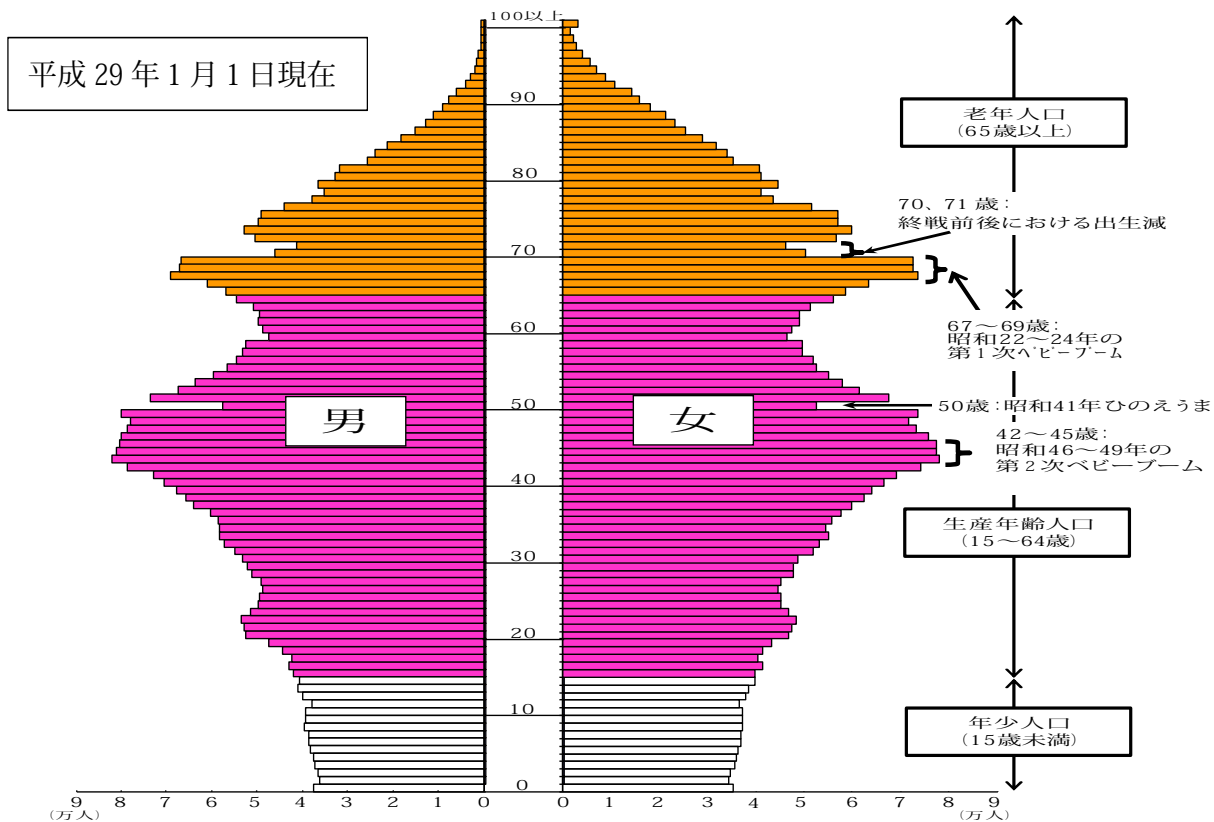 平成29年1月1日現在
100以上
90
80
70
60
50
40
30
20
10
0
男
女
老年人口
(65歳以上)
70、71歳:
終戦前後における出生減
67～69歳:
昭和22～24年の
第1次ﾍﾞﾋﾞｰﾌﾞｰﾑ
50歳:昭和41年ひのえうま
42～45歳:
昭和46～49年の
第2次ベビーブーム
生産年齢人口
(15～64歳)
年少人口
(15歳未満)
9 8 7 6 5 4 3 2 1 0
0 1 2 3 4 5 6 7 8 9
(万人)
(万人)